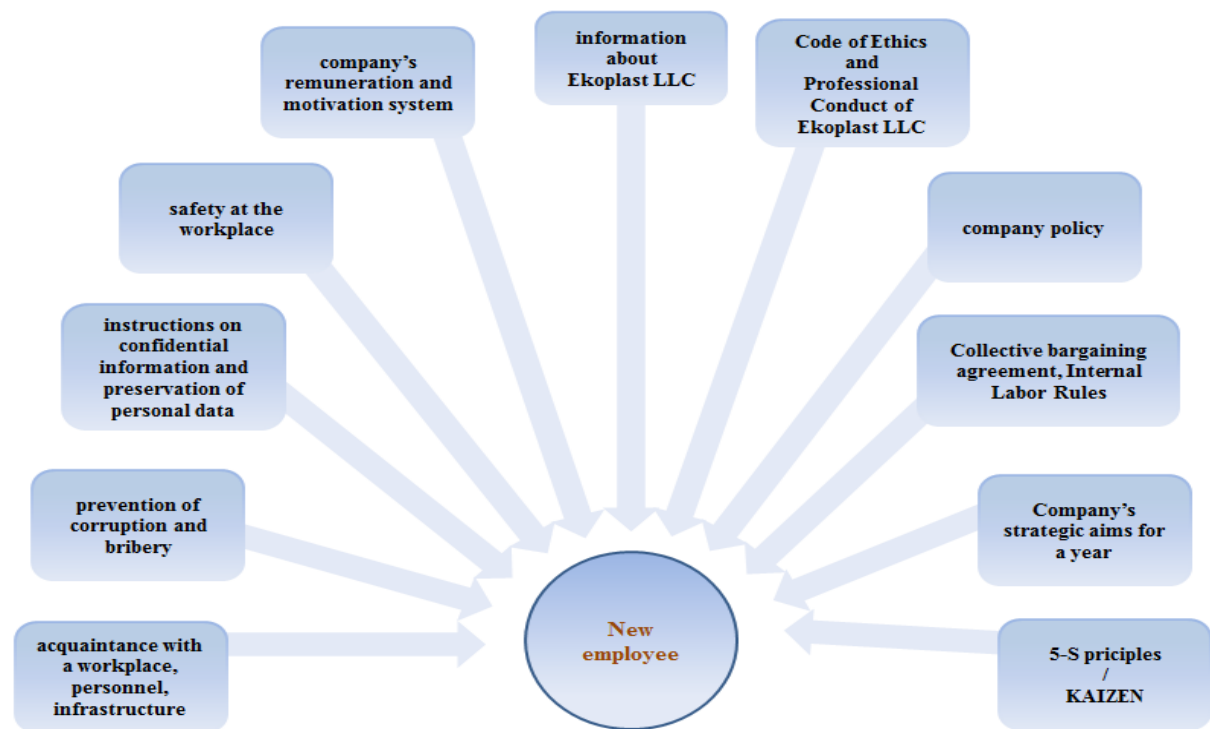 information
about
Ekoplast LLC
Code of Ethics
and
Professional
Conduct of
Ekoplast LLC
company's
remuneration and
motivation system
safety at the
workplace
company policy
instructions on
confidential
information and
preservation of
personal data
Collective bargaining
agreement, Internal
Labor Rules
prevention of
corruption and
bribery
Company's
strategic aims for
a year
acquaintance with
a workplace,
personnel,
infrastructure
New
employee
5-S priciples
/
KAIZEN